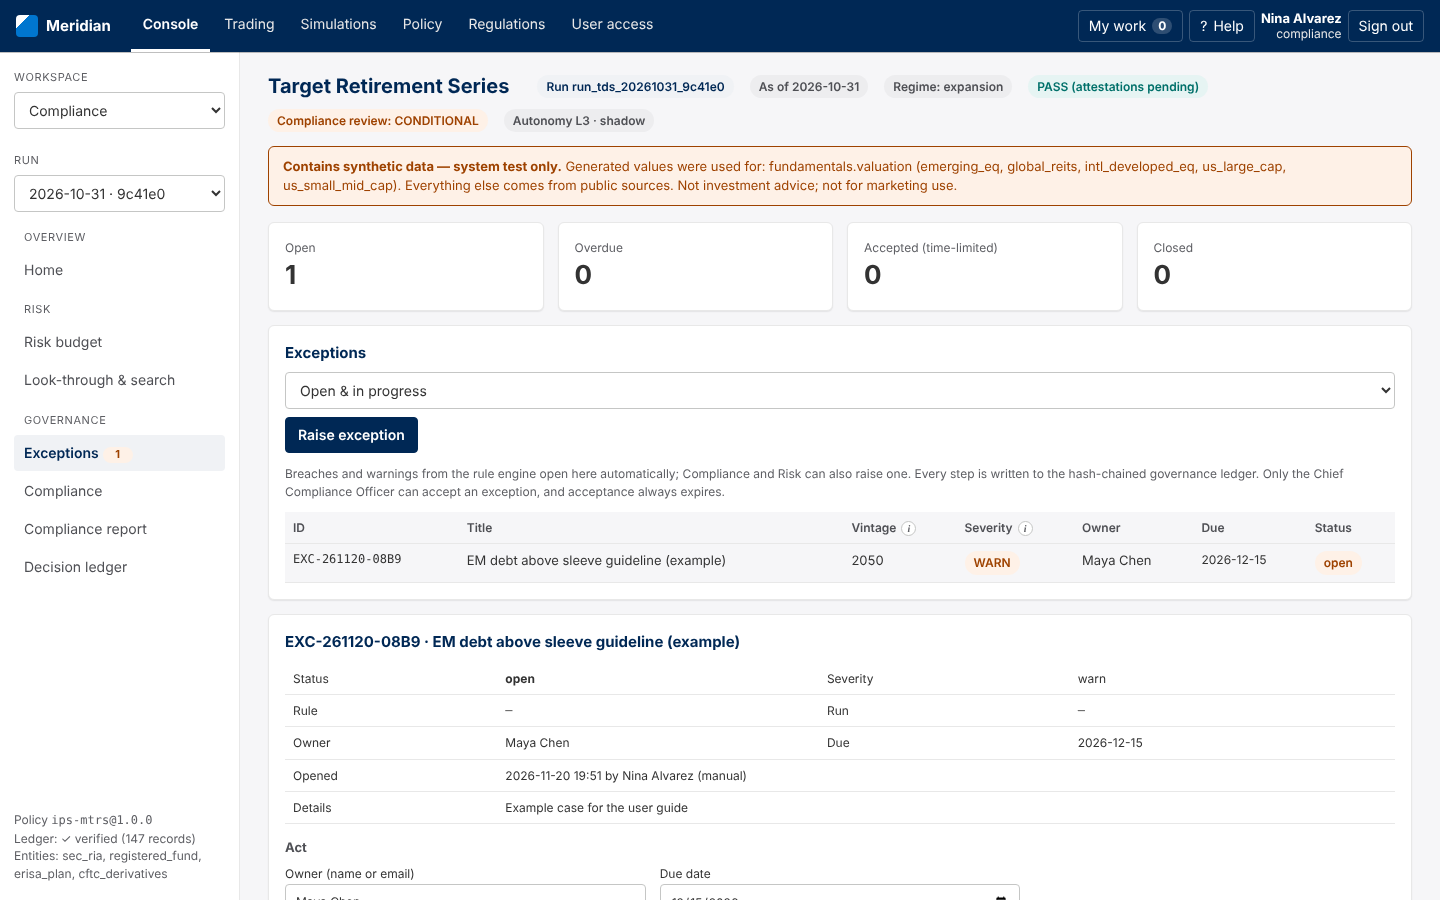 Meridian
Console
Trading
Simulations
Policy
Regulations
User access
My work 0
? Help
Nina Alvarez
compliance
Sign out
WORKSPACE
Compliance
RUN
2026-10-31 · 9c41e0
OVERVIEW
Home
RISK
Risk budget
Look-through & search
GOVERNANCE
Exceptions 1
Compliance
Compliance report
Decision ledger
Policy ips-mtrs@1.0.0
Ledger: ✓ verified (147 records)
Entities: sec_ria, registered_fund,
erisa_plan, cftc_derivatives
Target Retirement Series
Run run_tds_20261031_9c41e0
As of 2026-10-31
Regime: expansion
PASS (attestations pending)
Compliance review: CONDITIONAL
Autonomy L3 · shadow
Contains synthetic data — system test only. Generated values were used for: fundamentals.valuation (emerging_eq, global_reits, intl_developed_eq, us_large_cap,
us_small_mid_cap). Everything else comes from public sources. Not investment advice; not for marketing use.
Open
1
Overdue
0
Accepted (time-limited)
0
Closed
0
Exceptions
Open & in progress
Raise exception
Breaches and warnings from the rule engine open here automatically; Compliance and Risk can also raise one. Every step is written to the hash-chained governance ledger. Only the Chief
Compliance Officer can accept an exception, and acceptance always expires.
ID Title Vintage i Severity i Owner Due Status
EXC-261120-08B9 EM debt above sleeve guideline (example) 2050 WARN Maya Chen 2026-12-15 open
EXC-261120-08B9 · EM debt above sleeve guideline (example)
Status open Severity warn
Rule — Run —
Owner Maya Chen Due 2026-12-15
Opened 2026-11-20 19:51 by Nina Alvarez (manual)
Details Example case for the user guide
Act
Owner (name or email) Due date
Maya Chen 12/15/2026